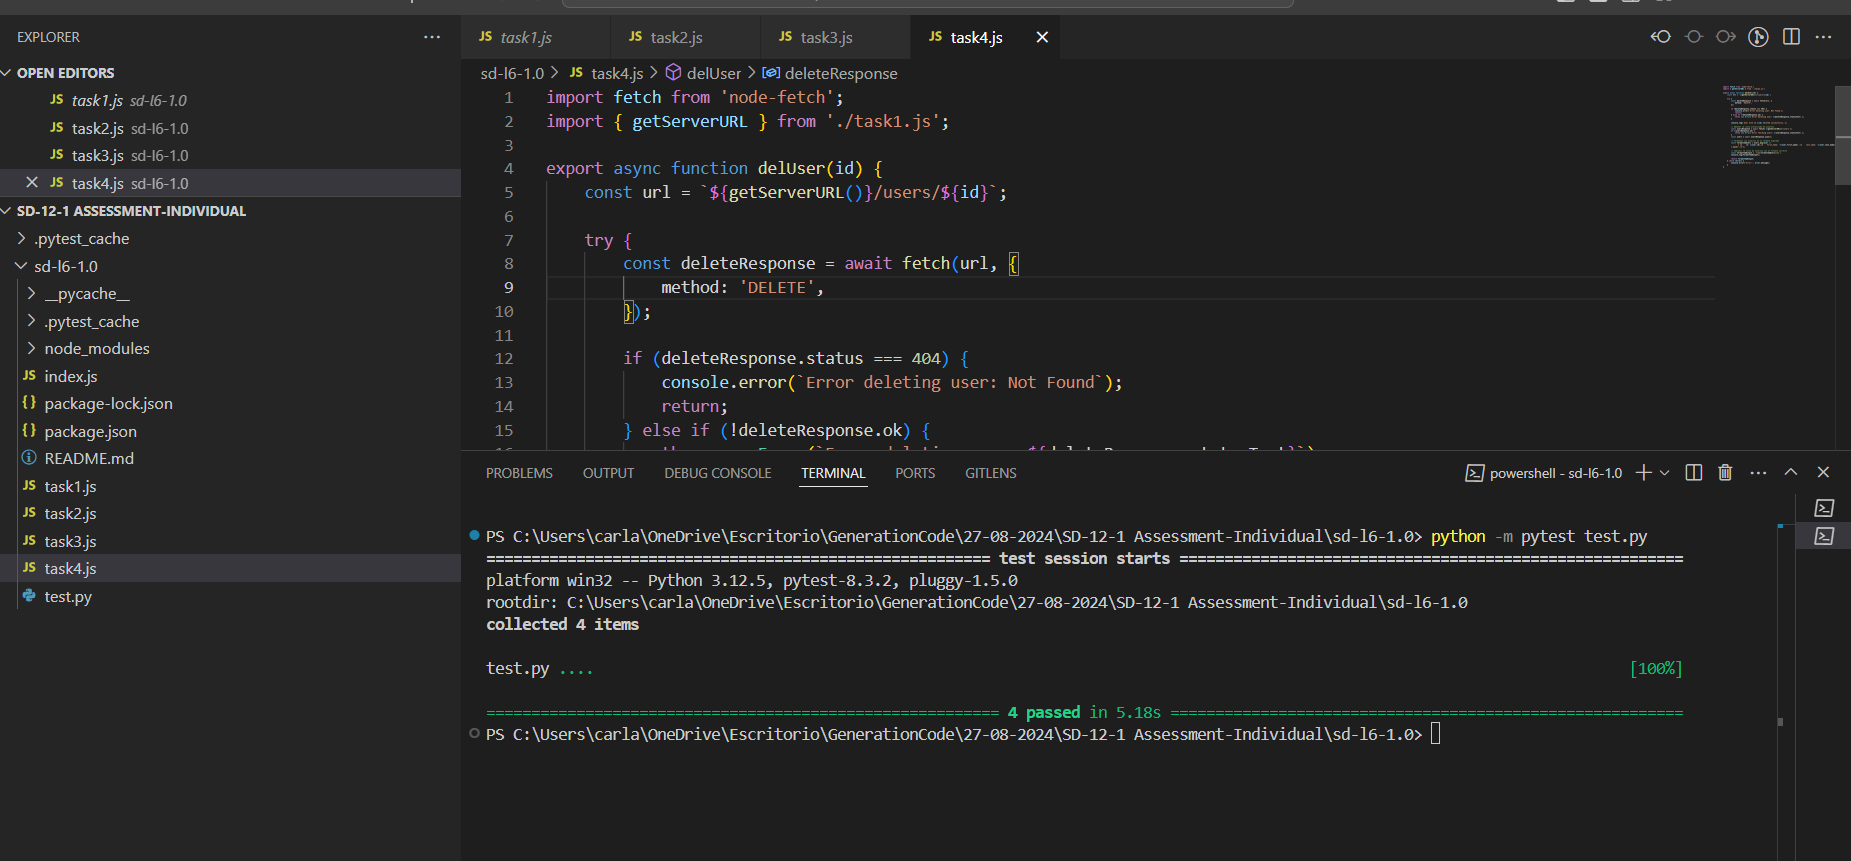 EXPLORER
OPEN EDITORS
JS task1.js sd-l6-1.0
JS task2.js sd-l6-1.0
JS task3.js sd-l6-1.0
JS task4.js sd-l6-1.0
SD-12-1 ASSESSMENT-INDIVIDUAL
.pytest_cache
sd-l6-1.0
__pycache__
.pytest_cache
node_modules
JS index.js
{} package-lock.json
{} package.json
README.md
JS task1.js
JS task2.js
JS task3.js
JS task4.js
test.py
JS task1.js JS task2.js JS task3.js JS task4.js
sd-l6-1.0 > JS task4.js > delUser > deleteResponse
1 import fetch from 'node-fetch';
2 import { getServerURL } from './task1.js';
3
4 export async function delUser(id) {
5 const url = `${getServerURL()}/users/${id}`;
6
7 try {
8 const deleteResponse = await fetch(url, {
9 method: 'DELETE',
10 });
11
12 if (deleteResponse.status === 404) {
13 console.error(`Error deleting user: Not Found`);
14 return;
15 } else if (!deleteResponse.ok) {
PROBLEMS OUTPUT DEBUG CONSOLE TERMINAL PORTS GITLENS
powershell - sd-l6-1.0
PS C:\Users\carla\OneDrive\Escritorio\GenerationCode\27-08-2024\SD-12-1 Assessment-Individual\sd-l6-1.0> python -m pytest test.py
======================================================== test session starts ========================================================
platform win32 -- Python 3.12.5, pytest-8.3.2, pluggy-1.5.0
rootdir: C:\Users\carla\OneDrive\Escritorio\GenerationCode\27-08-2024\SD-12-1 Assessment-Individual\sd-l6-1.0
collected 4 items
test.py .... [100%]
========================================================= 4 passed in 5.18s =========================================================
PS C:\Users\carla\OneDrive\Escritorio\GenerationCode\27-08-2024\SD-12-1 Assessment-Individual\sd-l6-1.0>